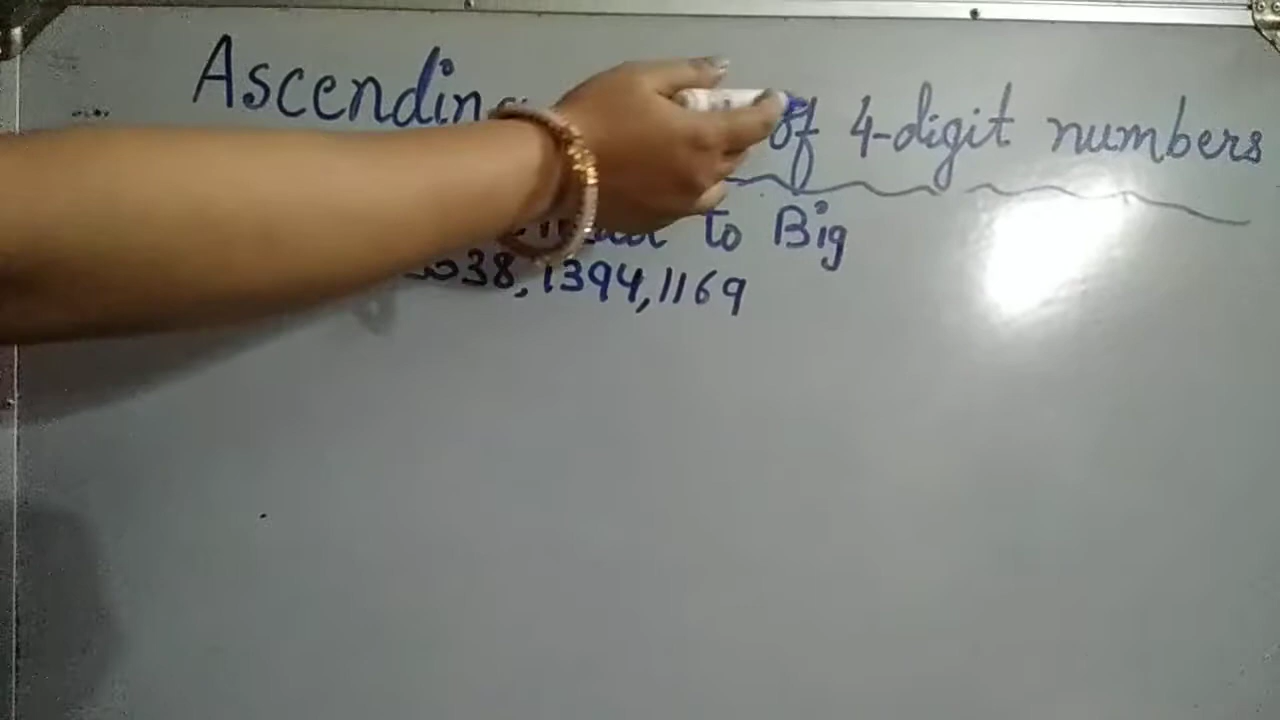 Ascendin of 4-digit numbers
to Big
38, 1394, 1169